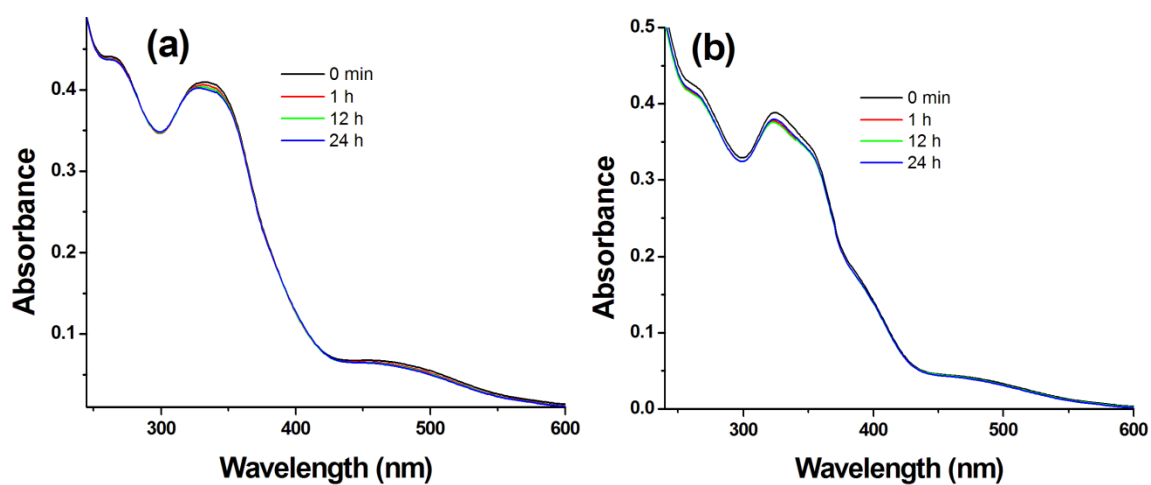 (a)
0 min
1 h
12 h
24 h
0.4
0.3
0.2
0.1
Absorbance
300
400
500
600
Wavelength (nm)
(b)
0 min
1 h
12 h
24 h
0.5
0.4
0.3
0.2
0.1
0.0
Absorbance
300
400
500
600
Wavelength (nm)